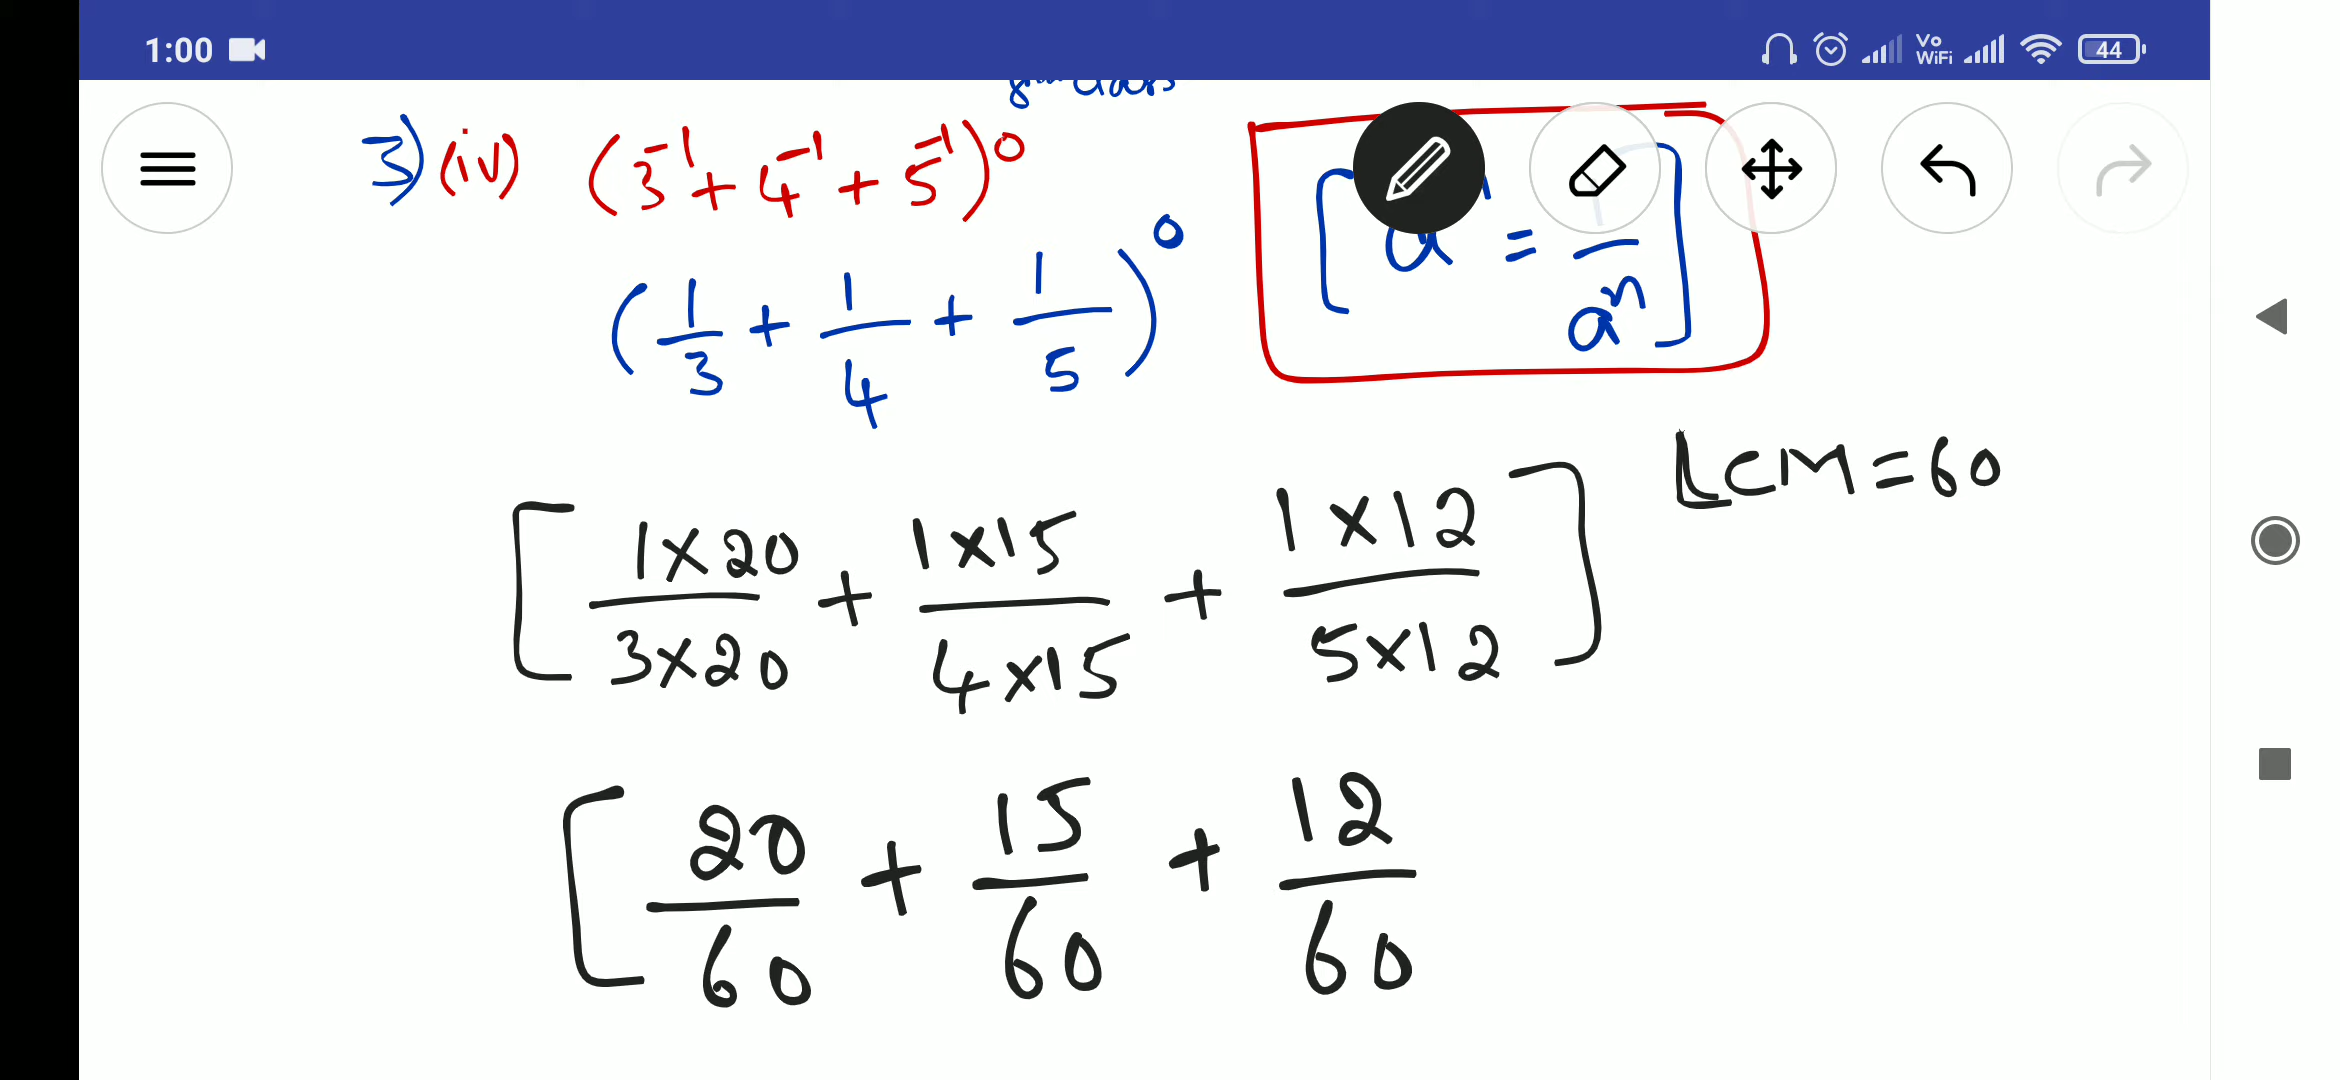 1:00 Vo WiFi 44
3) (iv) (3⁻¹ + 4⁻¹ + 5⁻¹)⁰
(1/3 + 1/4 + 1/5)⁰
= 1/aⁿ
LCM = 60
[1×20/3×20 + 1×15/4×15 + 1×12/5×12]
[20/60 + 15/60 + 12/60